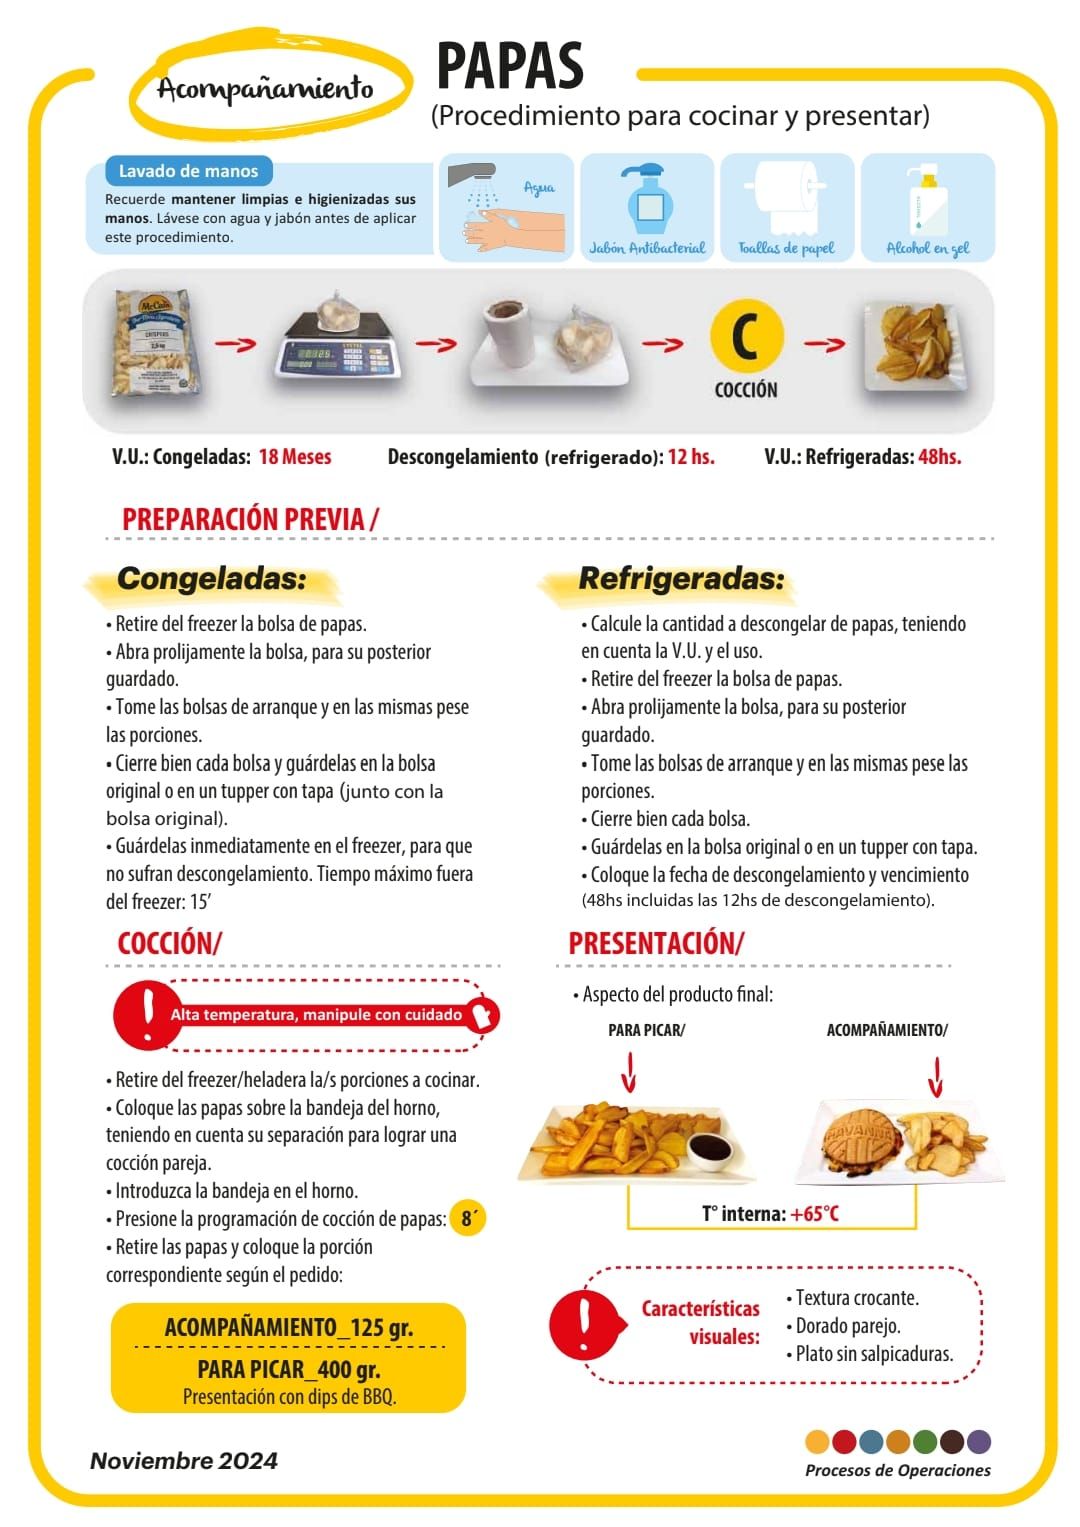 Acompañamiento
PAPAS
(Procedimiento para cocinar y presentar)
Lavado de manos
Recuerde mantener limpias e higienizadas sus
manos. Lávese con agua y jabón antes de aplicar
este procedimiento.
Agua
Jabón Antibacterial
Toallas de papel
Alcohol en gel
McCain
CRISPERS
2,5 kg
C
COCCIÓN
V.U.: Congeladas: 18 Meses
Descongelamiento (refrigerado): 12 hs.
V.U.: Refrigeradas: 48hs.
PREPARACIÓN PREVIA /
Congeladas:
• Retire del freezer la bolsa de papas.
• Abra prolijamente la bolsa, para su posterior
guardado.
• Tome las bolsas de arranque y en las mismas pese
las porciones.
• Cierre bien cada bolsa y guárdelas en la bolsa
original o en un tupper con tapa (junto con la
bolsa original).
• Guárdelas inmediatamente en el freezer, para que
no sufran descongelamiento. Tiempo máximo fuera
del freezer: 15’
Refrigeradas:
• Calcule la cantidad a descongelar de papas, teniendo
en cuenta la V.U. y el uso.
• Retire del freezer la bolsa de papas.
• Abra prolijamente la bolsa, para su posterior
guardado.
• Tome las bolsas de arranque y en las mismas pese las
porciones.
• Cierre bien cada bolsa.
• Guárdelas en la bolsa original o en un tupper con tapa.
• Coloque la fecha de descongelamiento y vencimiento
(48hs incluidas las 12hs de descongelamiento).
COCCIÓN/
! Alta temperatura, manipule con cuidado
• Retire del freezer/heladera la/s porciones a cocinar.
• Coloque las papas sobre la bandeja del horno,
teniendo en cuenta su separación para lograr una
cocción pareja.
• Introduzca la bandeja en el horno.
• Presione la programación de cocción de papas: 8´
• Retire las papas y coloque la porción
correspondiente según el pedido:
ACOMPAÑAMIENTO_125 gr.
PARA PICAR_400 gr.
Presentación con dips de BBQ.
PRESENTACIÓN/
• Aspecto del producto final:
PARA PICAR/
ACOMPAÑAMIENTO/
HAVANNA
T° interna: +65°C
!
Características
visuales:
• Textura crocante.
• Dorado parejo.
• Plato sin salpicaduras.
Noviembre 2024
Procesos de Operaciones